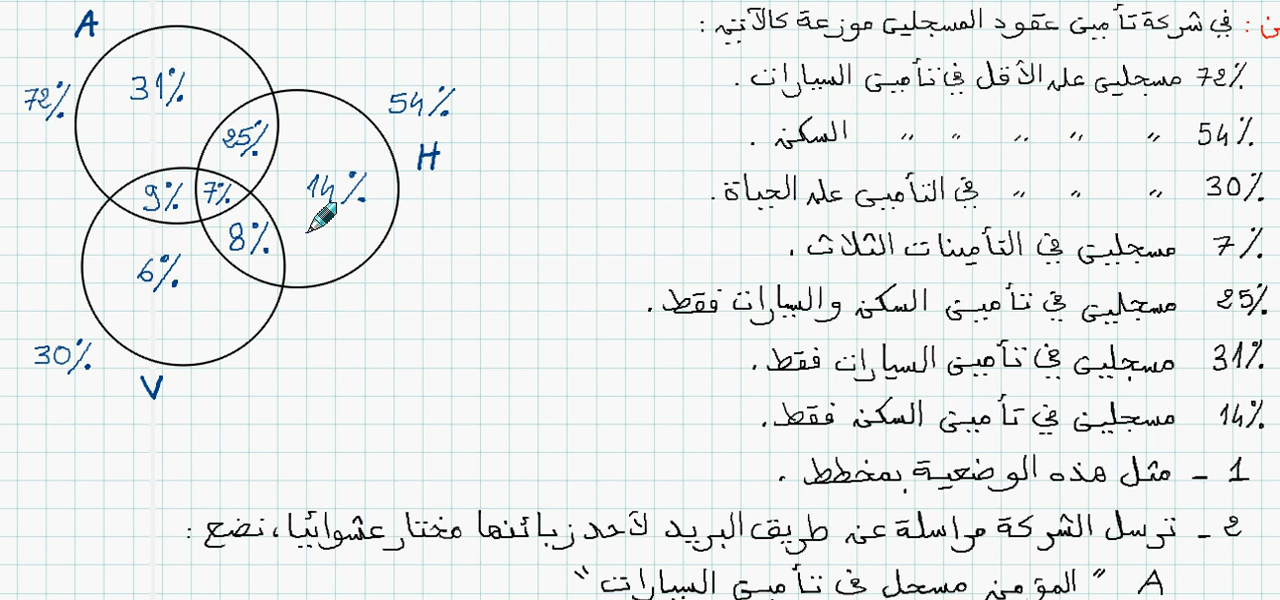 ن : في شركة تأمين عقود المسجلين موزعة كالآتي :
72% مسجلين على الأقل في تأمين السيارات .
54% " " " " " السكن .
30% " " " في التأمين على الحياة .
7% مسجلين في التأمينات الثلاث .
25% مسجلين في تأمين السكن والسيارات فقط .
31% مسجلين في تأمين السيارات فقط .
14% مسجلين في تأمين السكن فقط .
1 - مثل هذه الوضعية بمخطط .
2 - ترسل الشركة مراسلة عن طريق البريد لأحد زبائنها مختار عشوائيا، نضع :
A " المؤمن مسجل في تأمين السيارات "
A
72%
31%
54%
H
25%
9%
7%
14%
8%
6%
30%
V